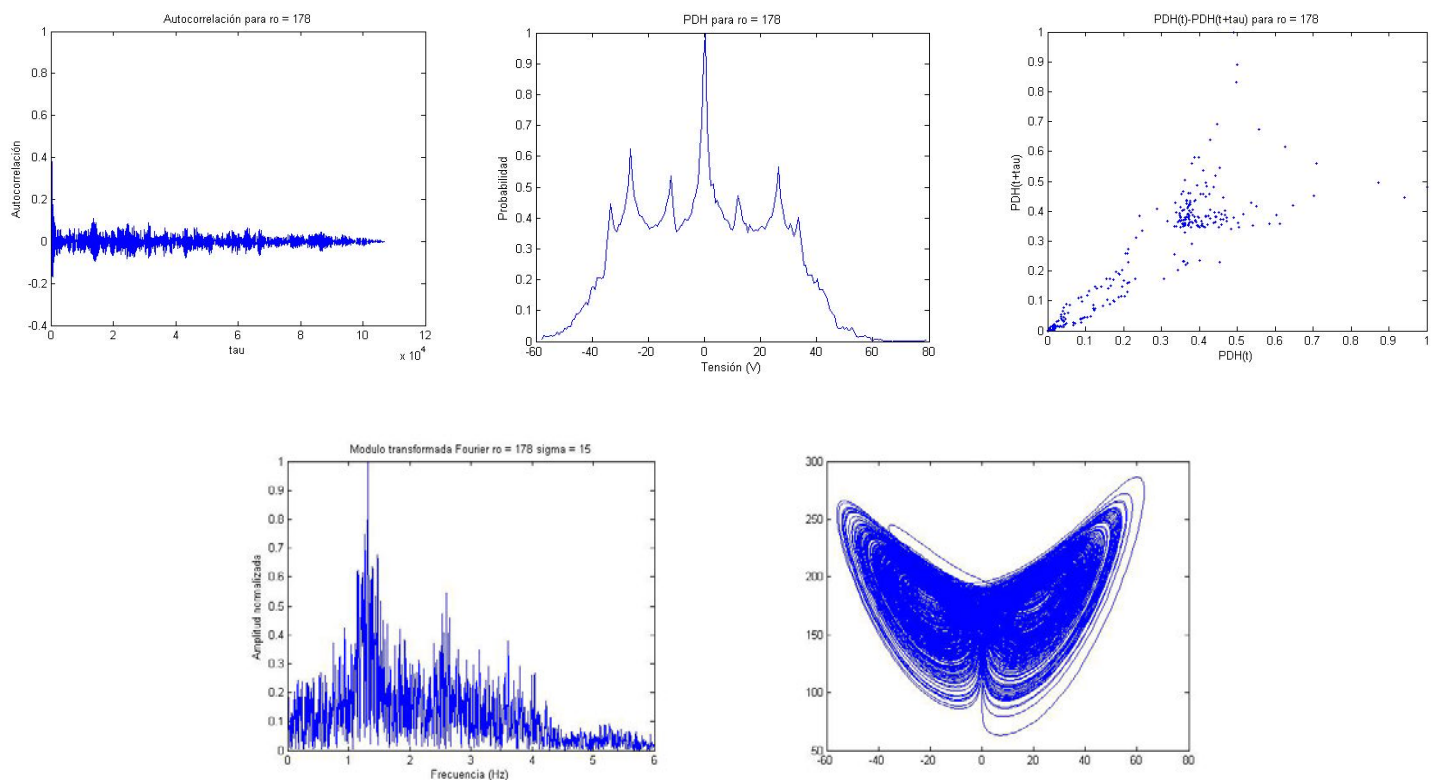 Autocorrelación para ro = 178
1
0.8
0.6
0.4
0.2
0
-0.2
-0.4
Autocorrelación
0 2 4 6 8 10 12
tau
x 10^4
PDH para ro = 178
1
0.9
0.8
0.7
0.6
0.5
0.4
0.3
0.2
0.1
0
Probabilidad
-60 -40 -20 0 20 40 60 80
Tensión (V)
PDH(t)-PDH(t+tau) para ro = 178
1
0.9
0.8
0.7
0.6
0.5
0.4
0.3
0.2
0.1
0
PDH(t+tau)
0 0.1 0.2 0.3 0.4 0.5 0.6 0.7 0.8 0.9 1
PDH(t)
Modulo transformada Fourier ro = 178 sigma = 15
1
0.9
0.8
0.7
0.6
0.5
0.4
0.3
0.2
0.1
0
Amplitud normalizada
0 1 2 3 4 5 6
Frecuencia (Hz)
300
250
200
150
100
50
-60 -40 -20 0 20 40 60 80